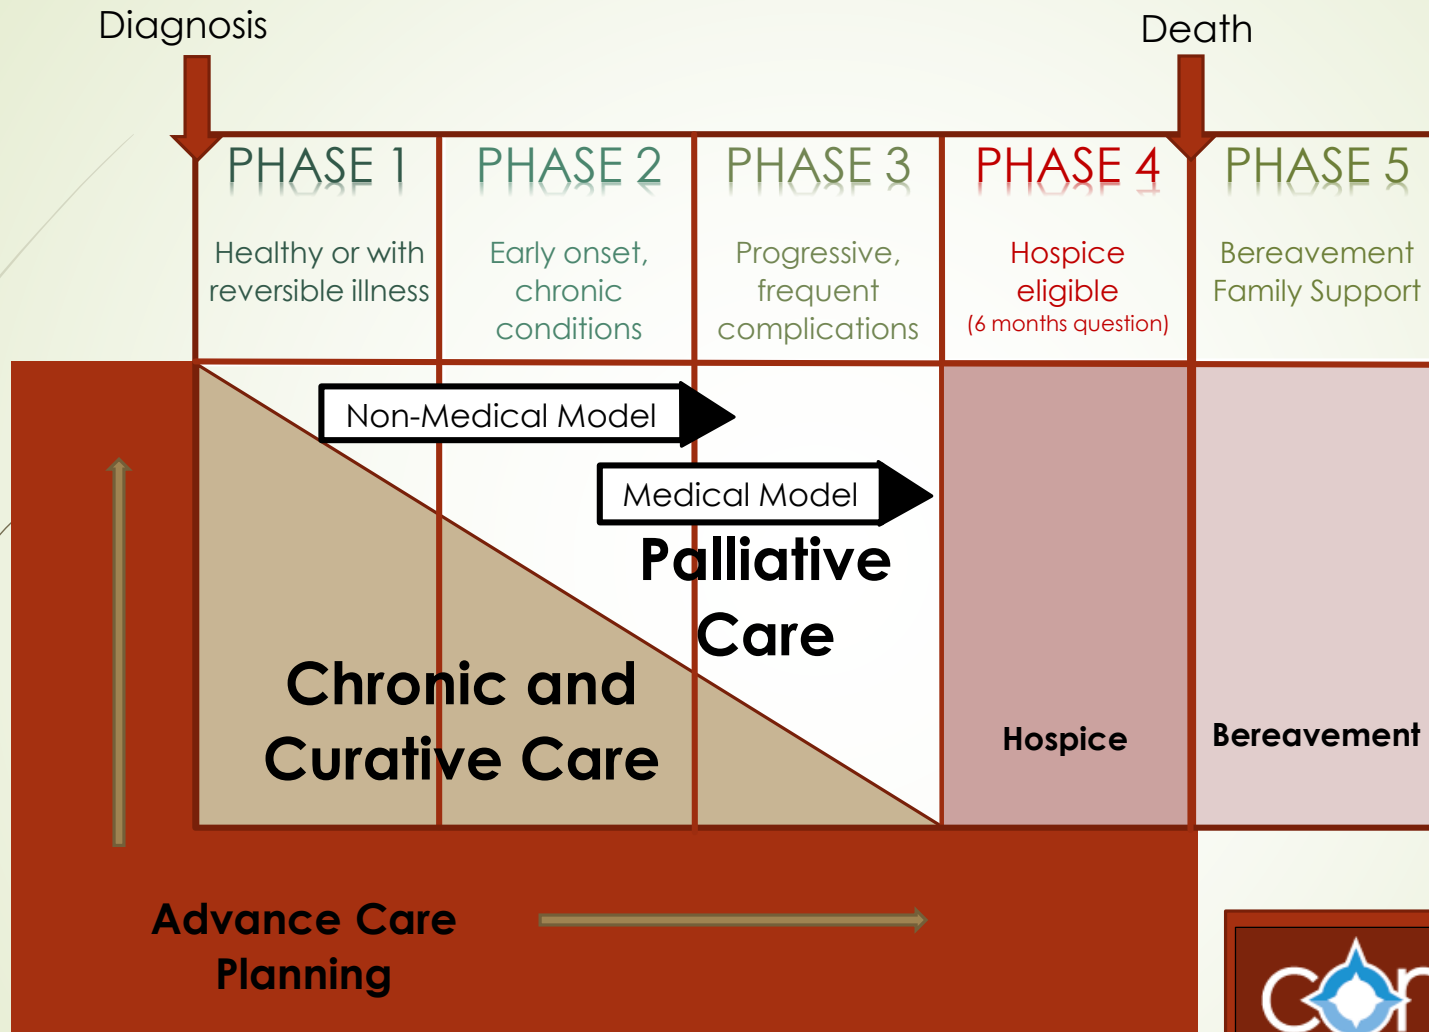 Diagnosis
Death
PHASE 1
PHASE 2
PHASE 3
PHASE 4
PHASE 5
Healthy or with
reversible illness
Early onset,
chronic
conditions
Progressive,
frequent
complications
Hospice
eligible
(6 months question)
Bereavement
Family Support
Non-Medical Model
Medical Model
Palliative
Care
Chronic and
Curative Care
Hospice
Bereavement
Advance Care
Planning